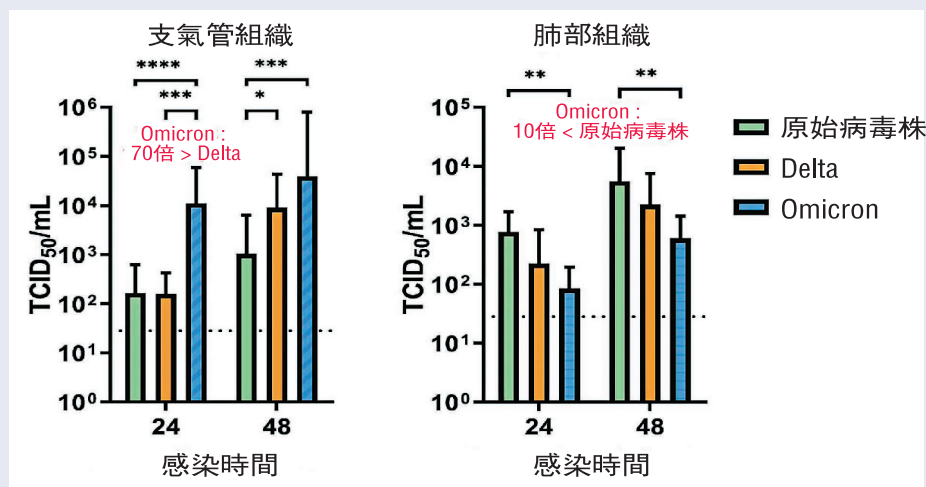 支氣管組織
****
***
***
*
Omicron :
70倍 > Delta
TCID50/mL
10⁶
10⁵
10⁴
10³
10²
10¹
10⁰
24
48
感染時間
肺部組織
**
**
Omicron :
10倍 < 原始病毒株
TCID50/mL
10⁵
10⁴
10³
10²
10¹
10⁰
24
48
感染時間
原始病毒株
Delta
Omicron